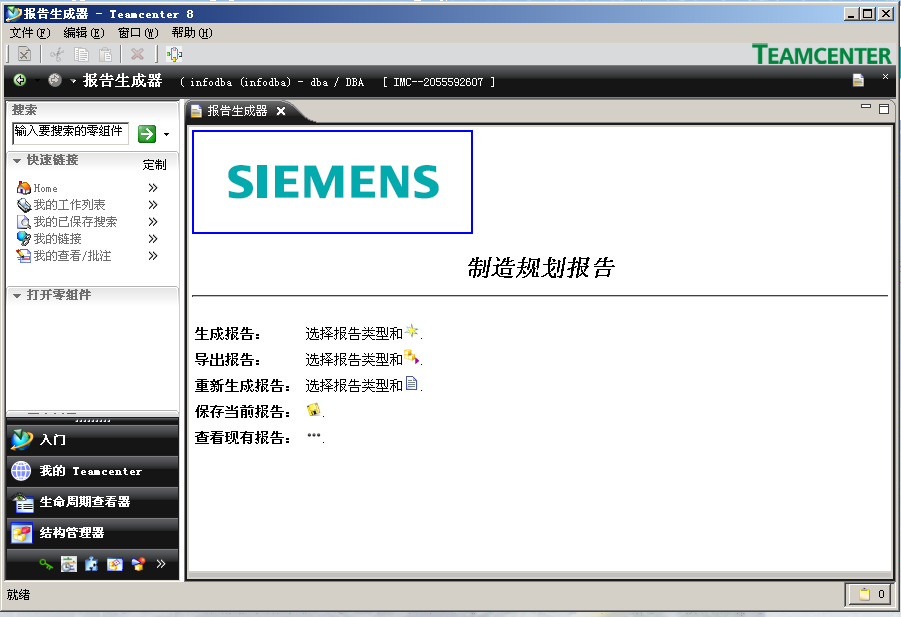 报告生成器 - Teamcenter 8
文件(F) 编辑(E) 窗口(W) 帮助(H)
TEAMCENTER
报告生成器 ( infodba (infodba) - dba / DBA [ IMC--2055592607 ]
搜索
输入要搜索的零组件
快速链接
定制
Home
我的工作列表
我的已保存搜索
我的链接
我的查看/批注
打开零组件
入门
我的 Teamcenter
生命周期查看器
结构管理器
报告生成器
SIEMENS
制造规划报告
生成报告: 选择报告类型和.
导出报告: 选择报告类型和.
重新生成报告: 选择报告类型和.
保存当前报告: .
查看现有报告: .
就绪
0